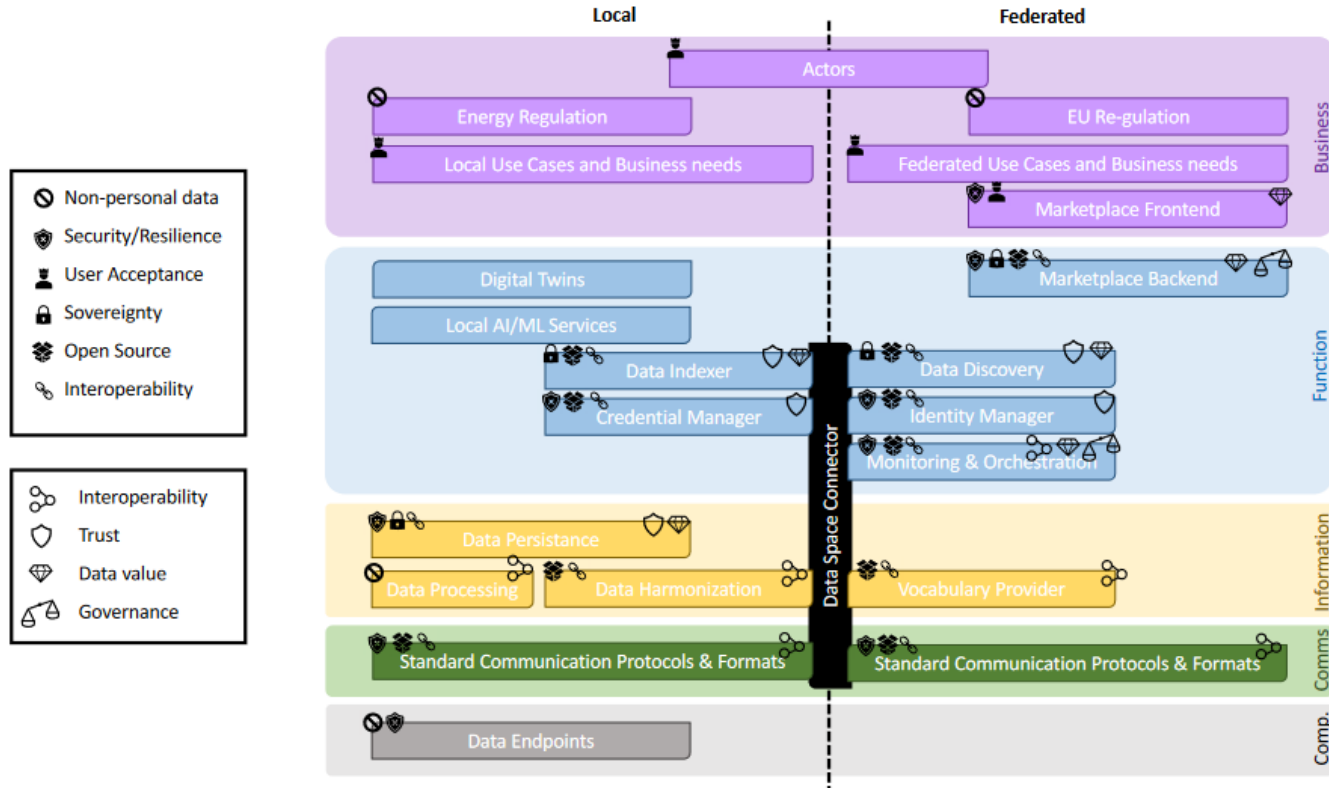 Local
Federated
Actors
Energy Regulation
EU Re-gulation
Local Use Cases and Business needs
Federated Use Cases and Business needs
Marketplace Frontend
Business
Non-personal data
Security/Resilience
User Acceptance
Sovereignty
Open Source
Interoperability
Digital Twins
Marketplace Backend
Local AI/ML Services
Data Indexer
Data Discovery
Credential Manager
Identity Manager
Monitoring & Orchestration
Function
Data Space Connector
Interoperability
Trust
Data value
Governance
Data Persistance
Data Processing
Data Harmonization
Vocabulary Provider
Information
Standard Communication Protocols & Formats
Standard Communication Protocols & Formats
Comms
Data Endpoints
Comp.